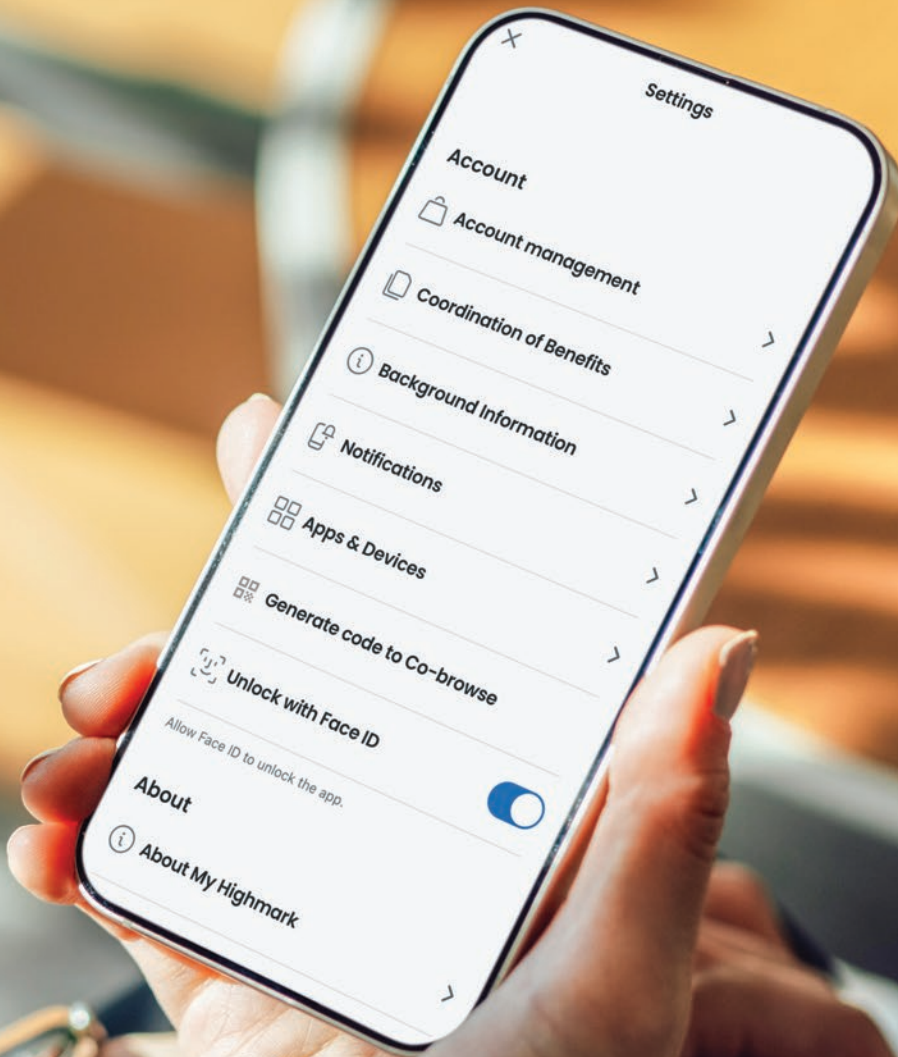 Settings
Account
Account management
Coordination of Benefits
Background Information
Notifications
Apps & Devices
Generate code to Co-browse
Unlock with Face ID
Allow Face ID to unlock the app.
About
About My Highmark